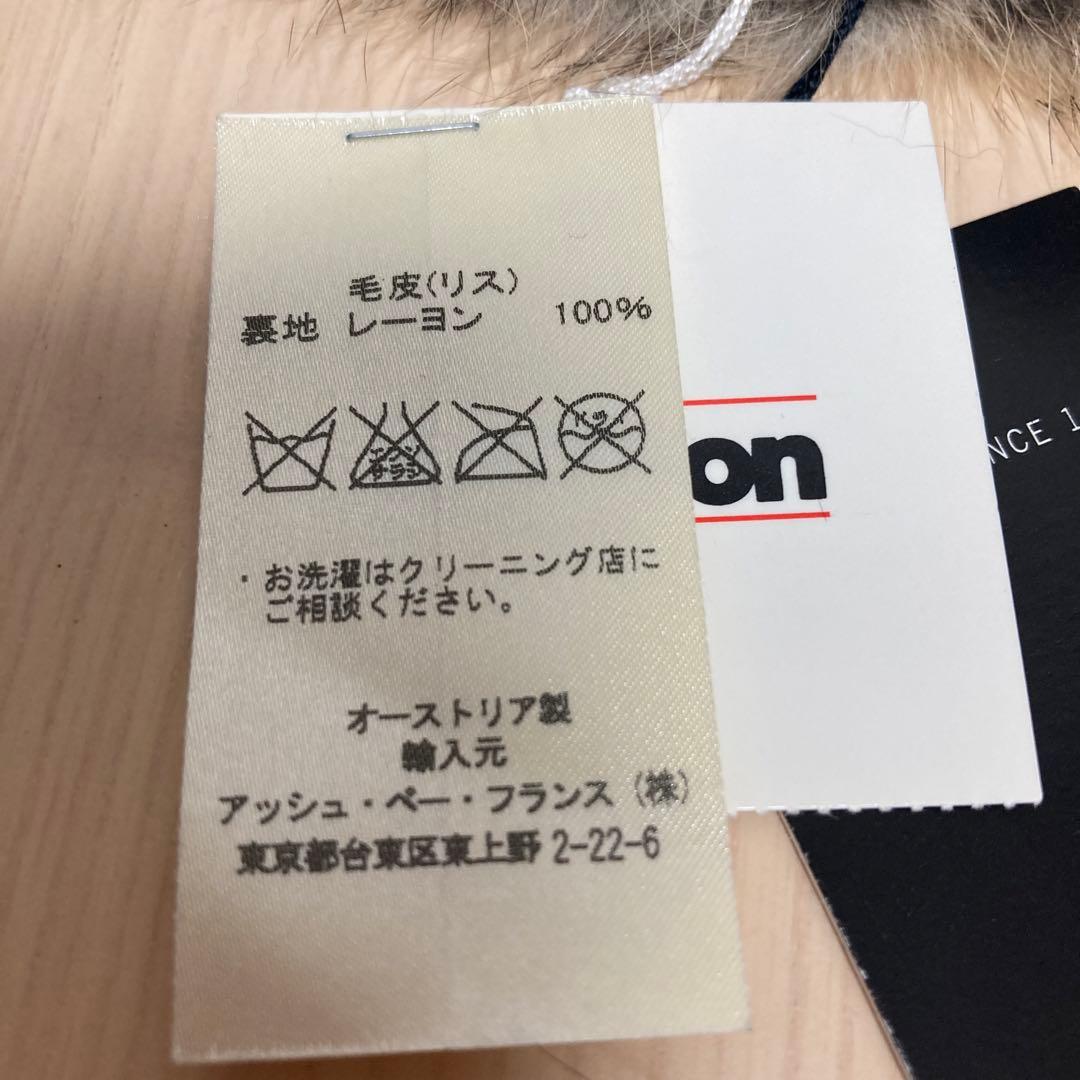 毛皮(リス)
裏地 レーヨン 100%
エンソ
サラシ
ドライ
・お洗濯はクリーニング店に
ご相談ください。
オーストリア製
輸入元
アッシュ・ペー・フランス (株)
東京都台東区東上野 2-22-6
on
NCE 1